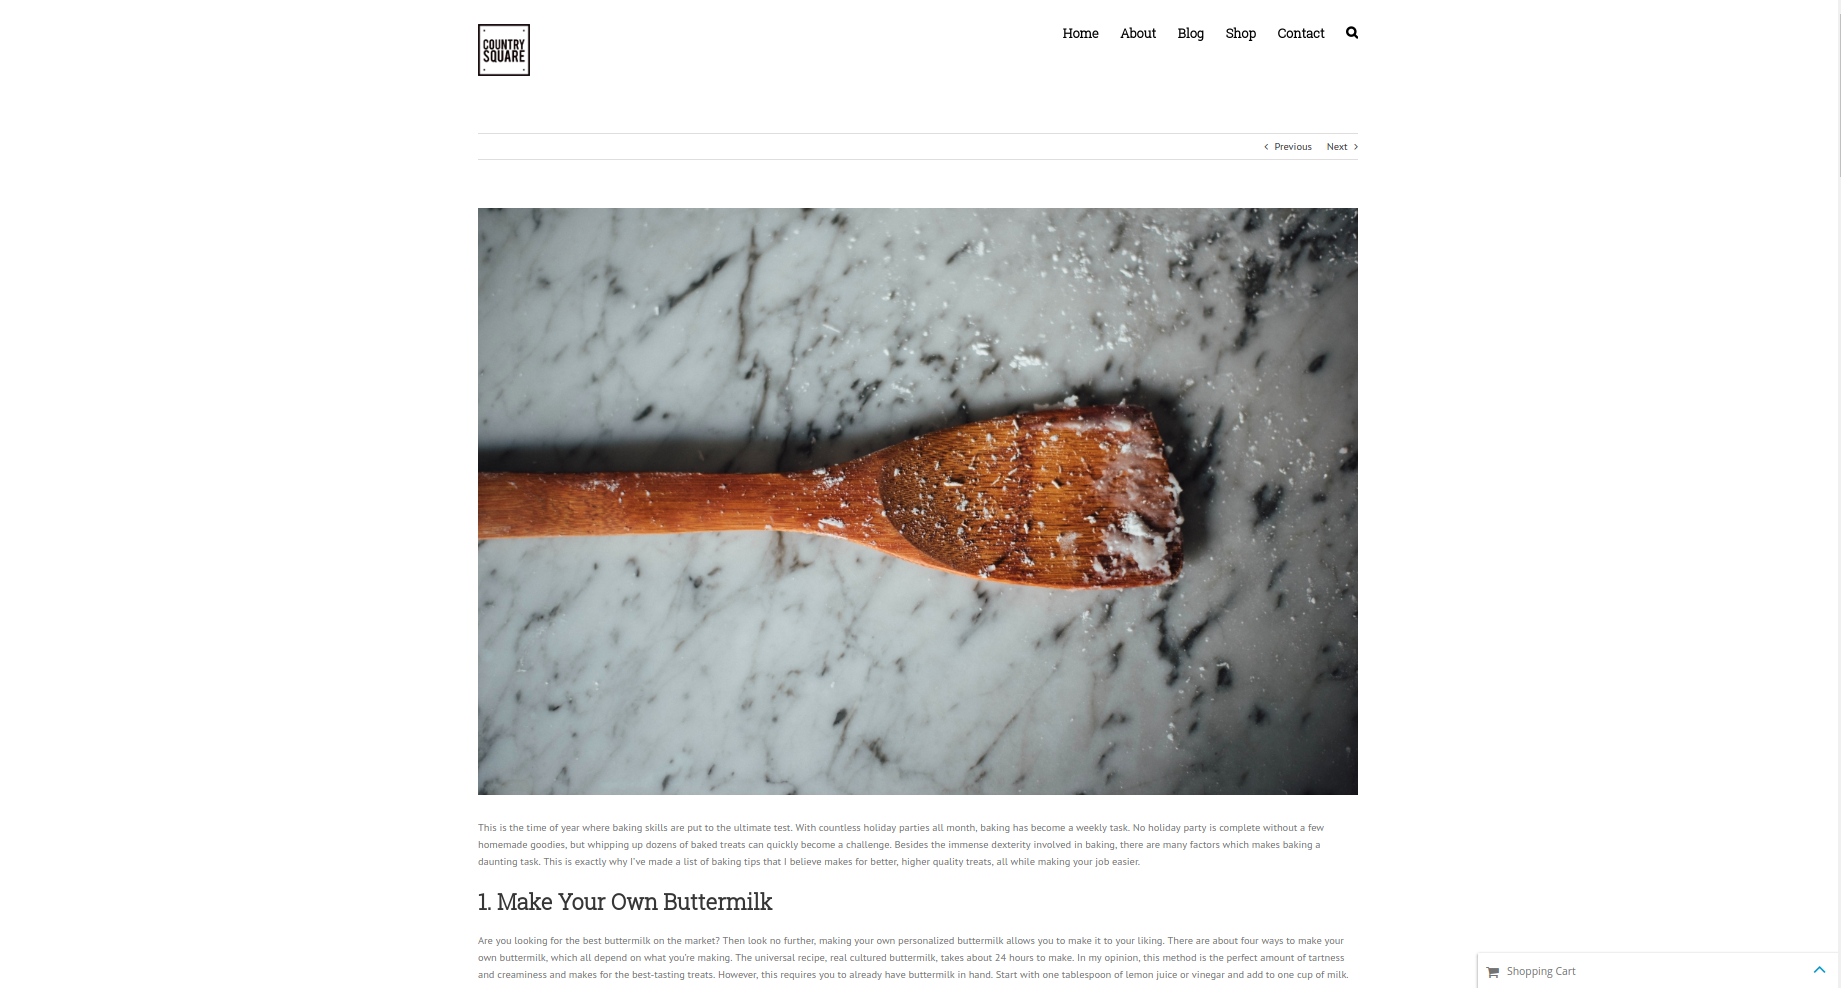 COUNTRY
SQUARE
Home About Blog Shop Contact
Previous Next
This is the time of year where baking skills are put to the ultimate test. With countless holiday parties all month, baking has become a weekly task. No holiday party is complete without a few
homemade goodies, but whipping up dozens of baked treats can quickly become a challenge. Besides the immense dexterity involved in baking, there are many factors which makes baking a
daunting task. This is exactly why I've made a list of baking tips that I believe makes for better, higher quality treats, all while making your job easier.
1. Make Your Own Buttermilk
Are you looking for the best buttermilk on the market? Then look no further, making your own personalized buttermilk allows you to make it to your liking. There are about four ways to make your
own buttermilk, which all depend on what you're making. The universal recipe, real cultured buttermilk, takes about 24 hours to make. In my opinion, this method is the perfect amount of tartness
and creaminess and makes for the best-tasting treats. However, this requires you to already have buttermilk in hand. Start with one tablespoon of lemon juice or vinegar and add to one cup of milk.
Shopping Cart